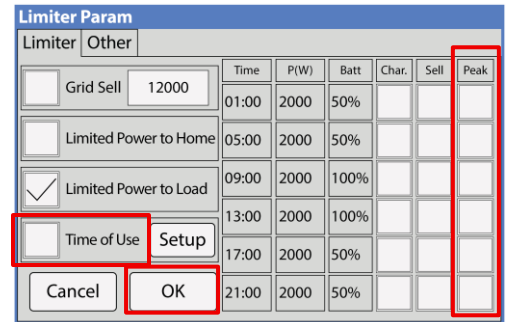 Limiter Param
Limiter Other
Grid Sell 12000
Limited Power to Home
Limited Power to Load
Time of Use Setup
Cancel OK
Time P(W) Batt Char. Sell Peak
01:00 2000 50%
05:00 2000 50%
09:00 2000 100%
13:00 2000 100%
17:00 2000 50%
21:00 2000 50%